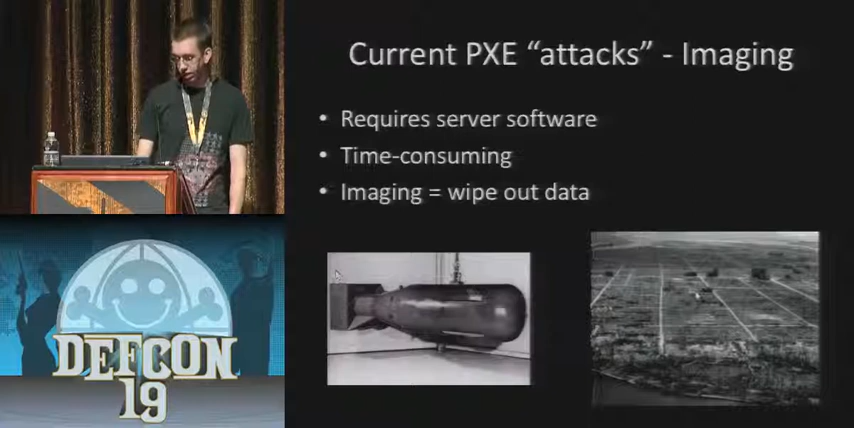 Current PXE “attacks” - Imaging
• Requires server software
• Time-consuming
• Imaging = wipe out data
DEFCON
19